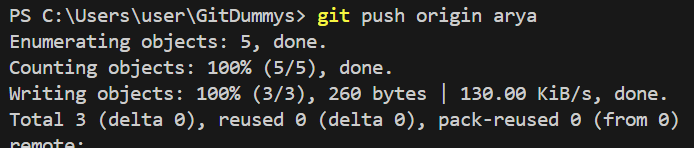 PS C:\Users\user\GitDummys> git push origin arya
Enumerating objects: 5, done.
Counting objects: 100% (5/5), done.
Writing objects: 100% (3/3), 260 bytes | 130.00 KiB/s, done.
Total 3 (delta 0), reused 0 (delta 0), pack-reused 0 (from 0)
remote: